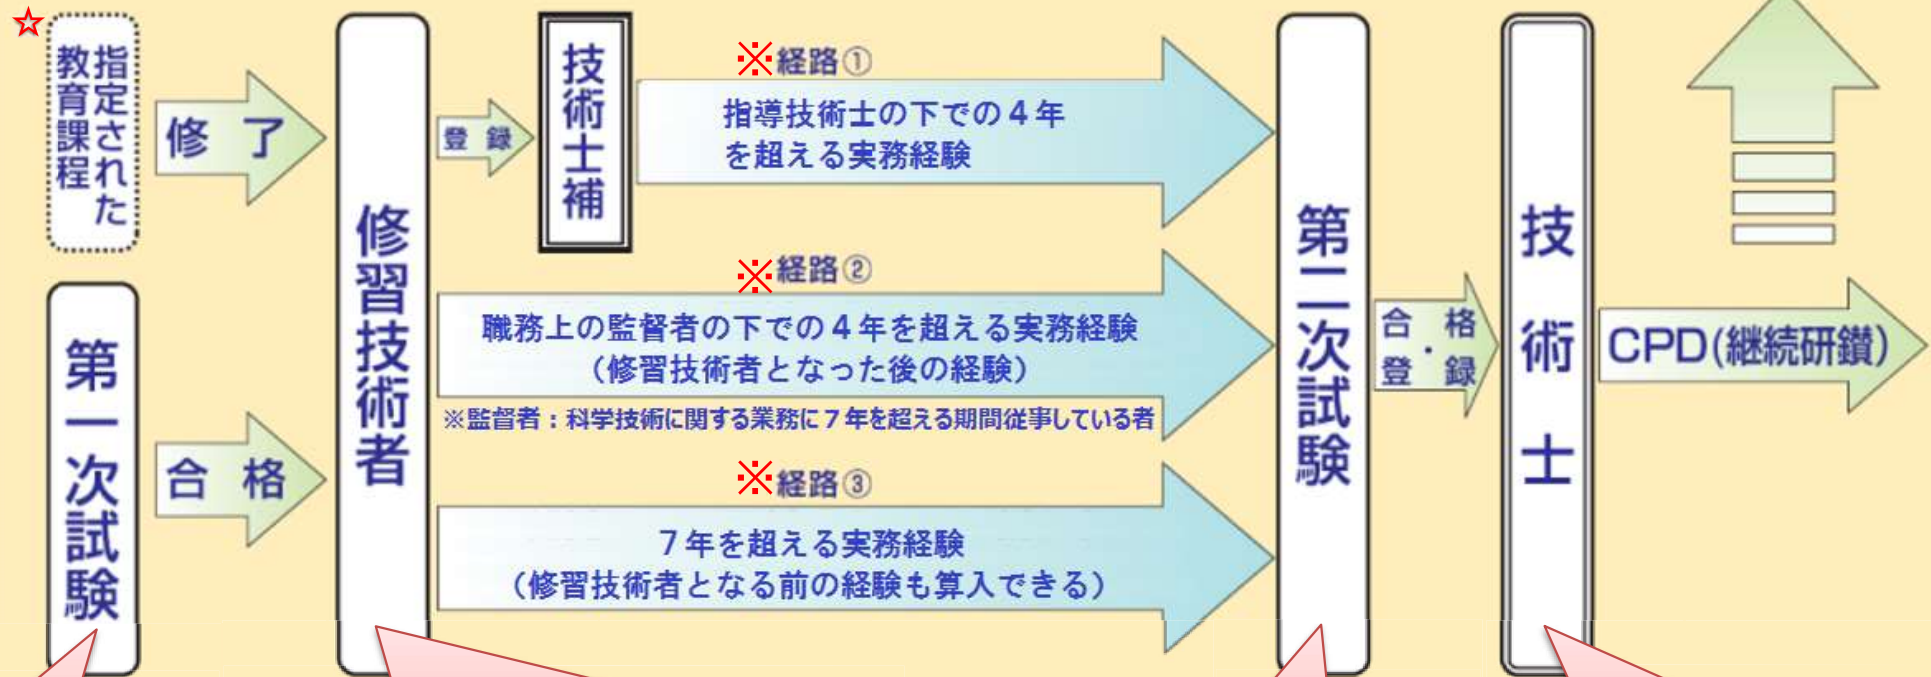 ☆
指定された
教育課程
修了
第一次試験
合格
修習技術者
登録
技術士補
※経路①
指導技術士の下での4年
を超える実務経験
※経路②
職務上の監督者の下での4年を超える実務経験
(修習技術者となった後の経験)
※監督者:科学技術に関する業務に7年を超える期間従事している者
※経路③
7年を超える実務経験
(修習技術者となる前の経験も算入できる)
第二次試験
合格
・
登録
技術士
CPD(継続研鑽)